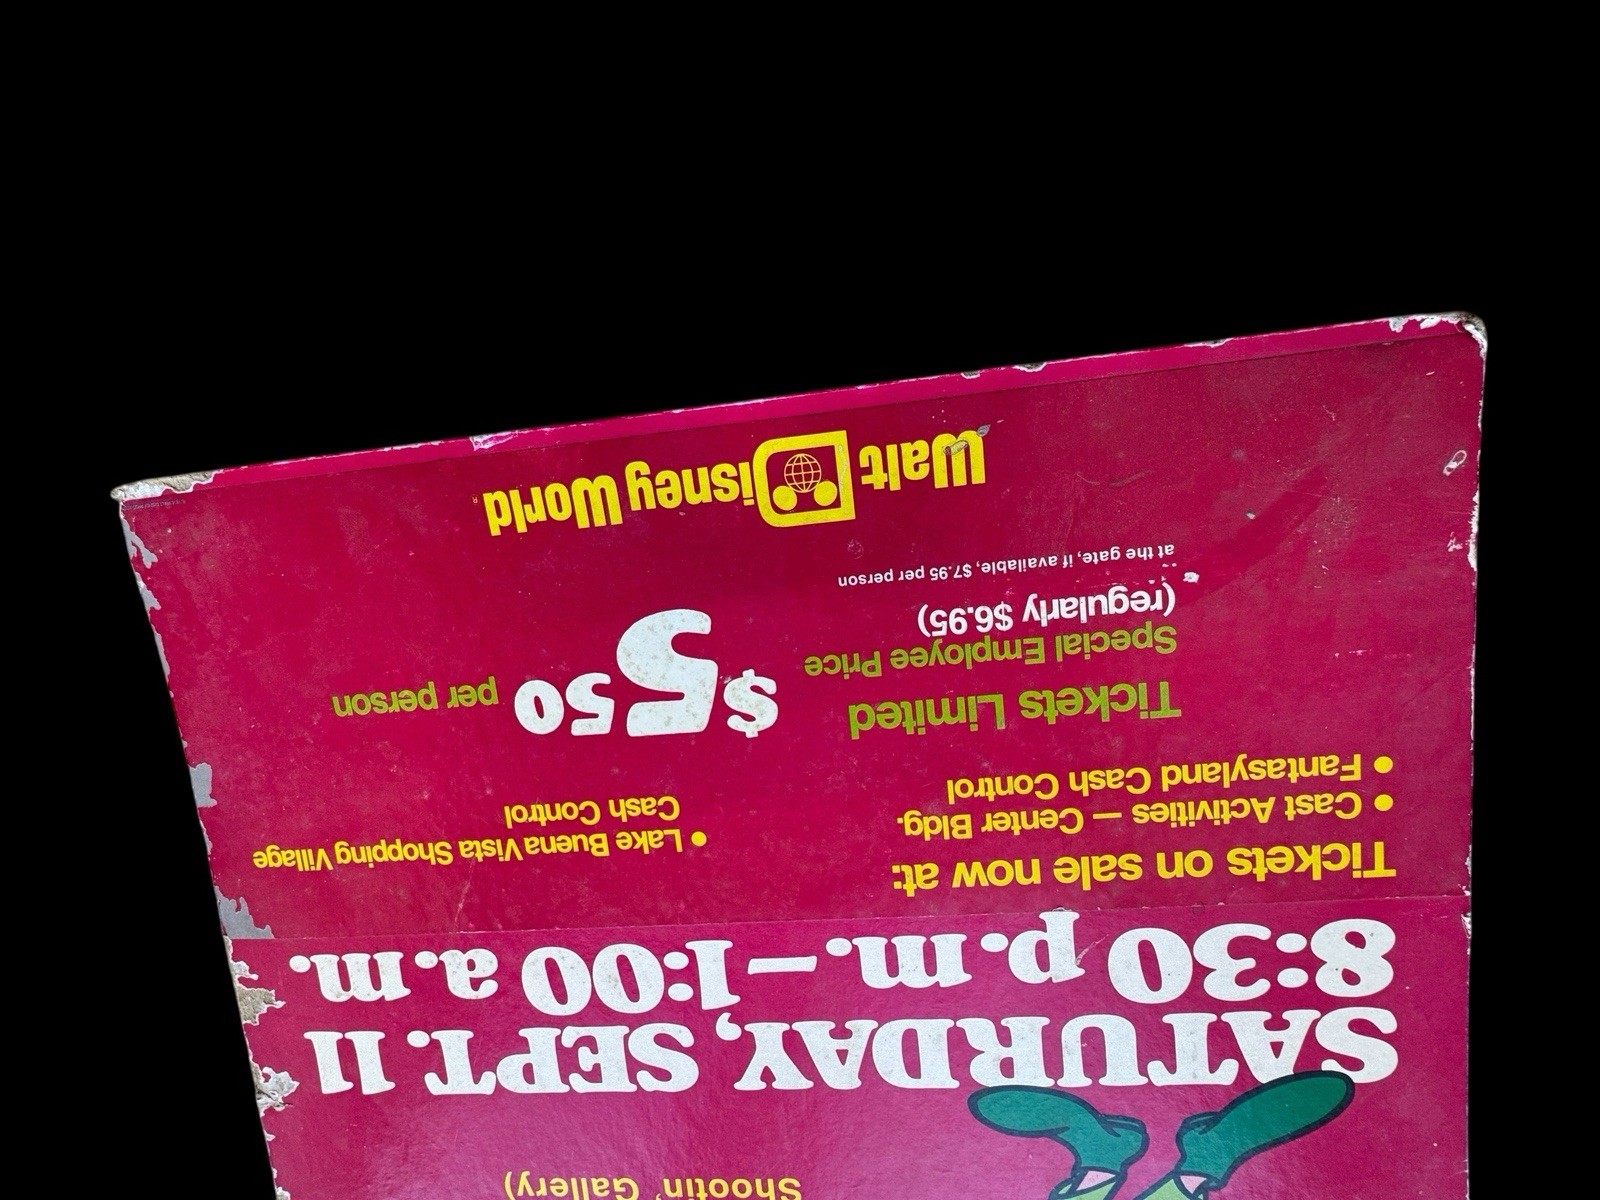 Shootin' Gallery)
SATURDAY, SEPT. 11
8:30 p.m. – 1:00 a.m.
Tickets on sale now at:
• Cast Activities — Center Bldg.
• Fantasyland Cash Control
• Lake Buena Vista Shopping Village
Cash Control
Tickets Limited
Special Employee Price
(regularly $6.95)
at the gate, if available, $7.95 per person
$5.50 per person
Walt Disney World®